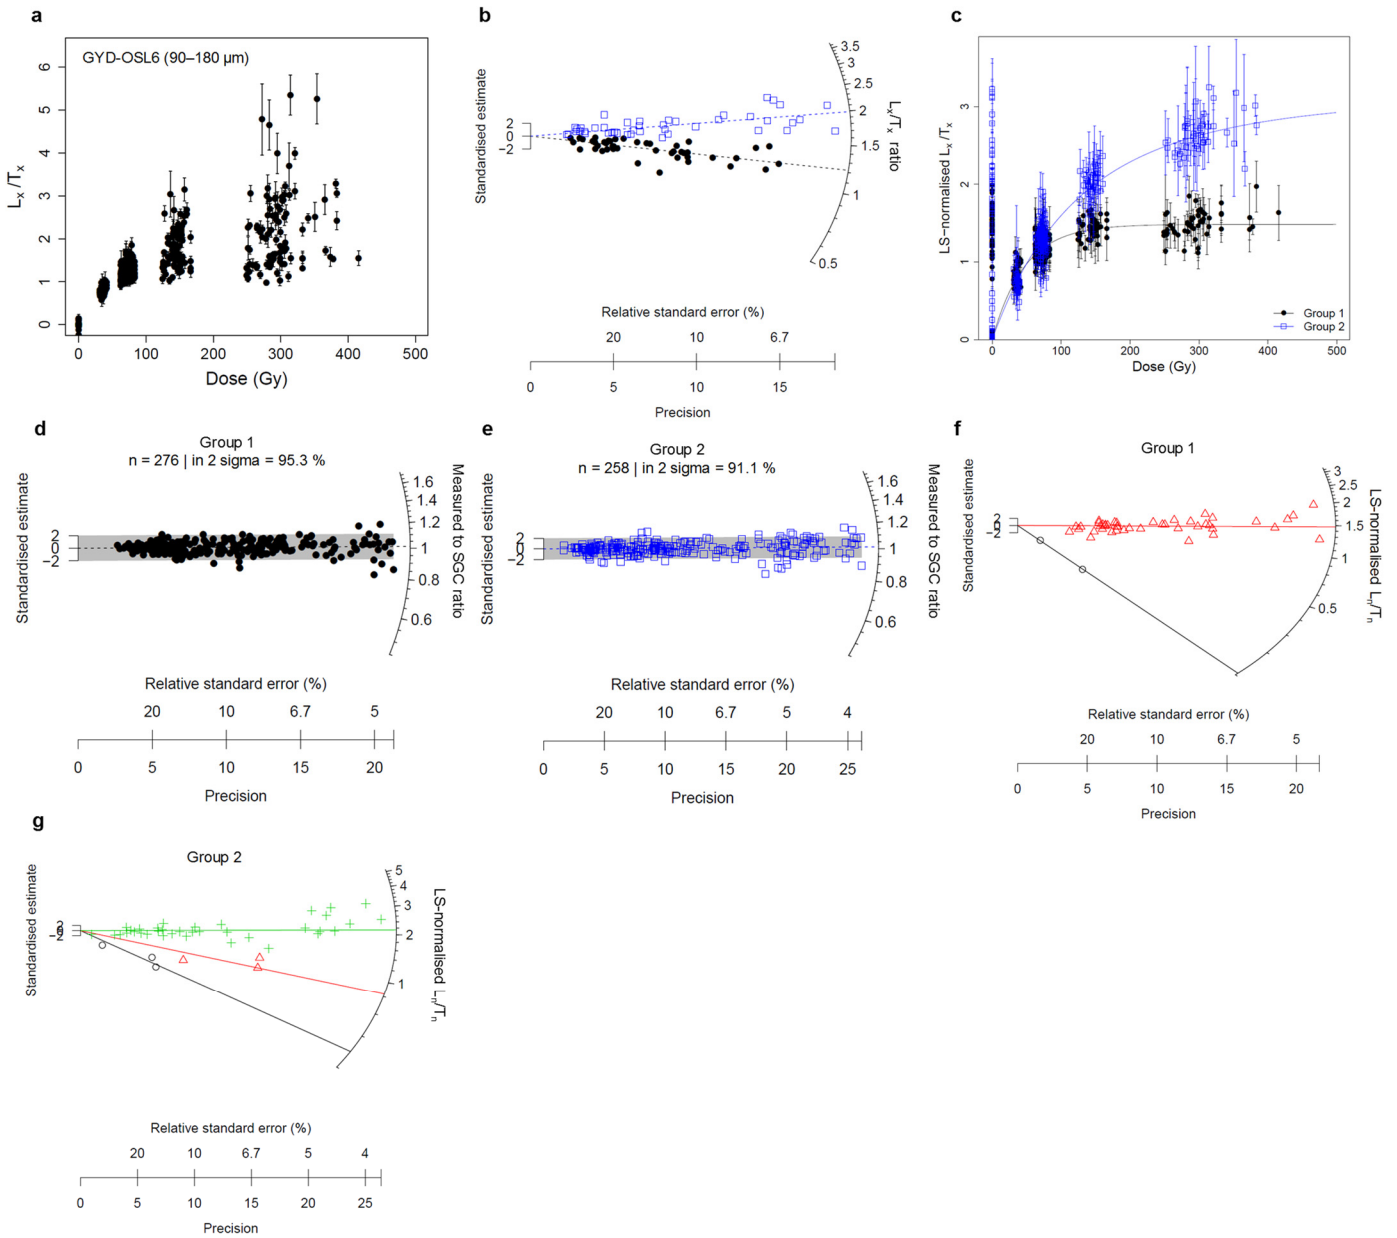 a
GYD-OSL6 (90–180 µm)
Lx /Tx
6
5
4
3
2
1
0
0 100 200 300 400 500
Dose (Gy)
b
Standardised estimate
2
0
−2
3.5
3
2.5
2
1.5
1
0.5
Lx/Tx ratio
Relative standard error (%)
20 10 6.7
0 5 10 15
Precision
c
LS−normalised Lx /Tx
3
2
1
0
Group 1
Group 2
0 100 200 300 400 500
Dose (Gy)
d
Group 1
n = 276 | in 2 sigma = 95.3 %
Standardised estimate
2
0
−2
1.6
1.4
1.2
1
0.8
0.6
Measured to SGC ratio
Relative standard error (%)
20 10 6.7 5
0 5 10 15 20
Precision
e
Group 2
n = 258 | in 2 sigma = 91.1 %
Standardised estimate
2
0
−2
1.6
1.4
1.2
1
0.8
0.6
Measured to SGC ratio
Relative standard error (%)
20 10 6.7 5 4
0 5 10 15 20 25
Precision
f
Group 1
Standardised estimate
2
0
−2
3
2.5
2
1.5
1
0.5
LS-normalised Ln/Tn
Relative standard error (%)
20 10 6.7 5
0 5 10 15 20
Precision
g
Group 2
Standardised estimate
2
0
−2
5
4
3
2
1
LS-normalised Ln/Tn
Relative standard error (%)
20 10 6.7 5 4
0 5 10 15 20 25
Precision